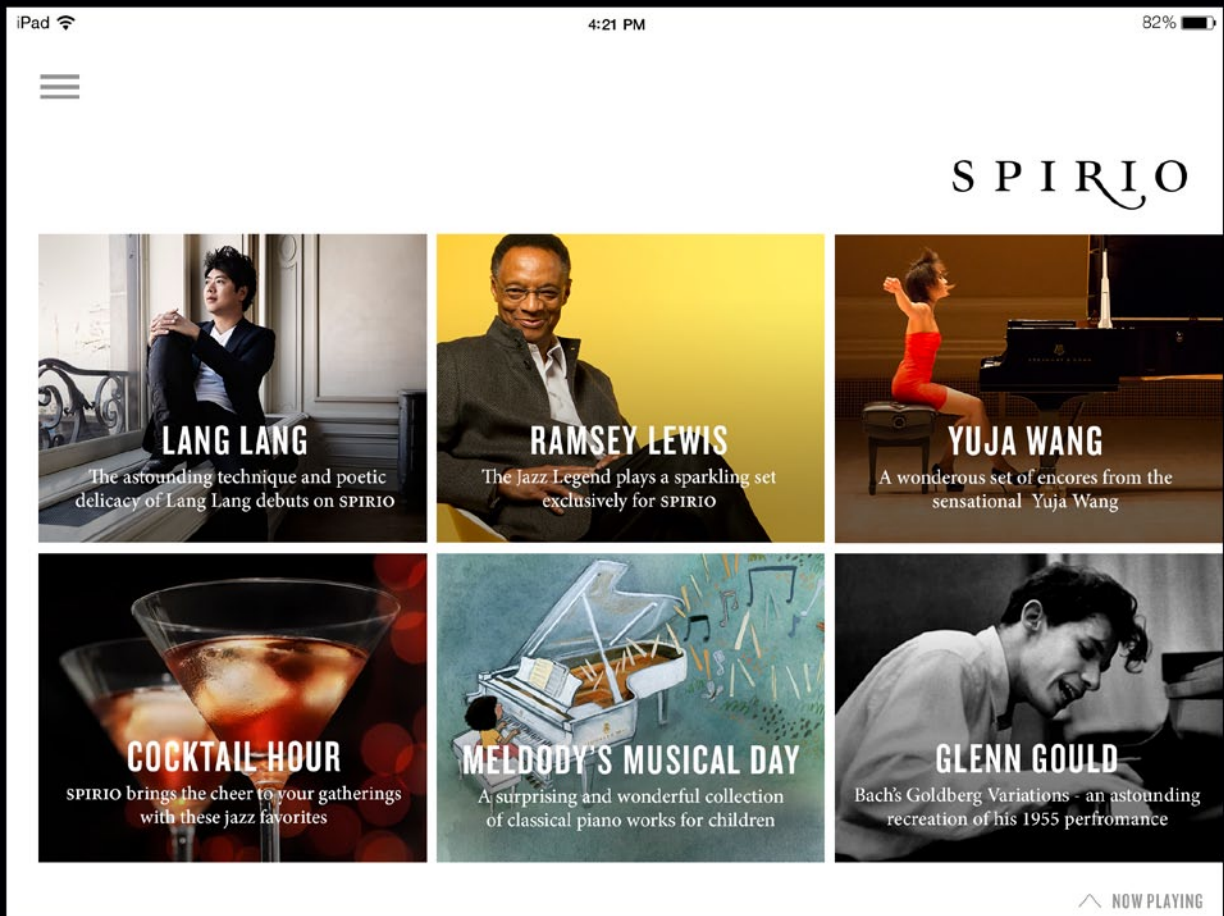 iPad
4:21 PM
82%
SPIRIO
LANG LANG
The astounding technique and poetic
delicacy of Lang Lang debuts on SPIRIO
RAMSEY LEWIS
The Jazz Legend plays a sparkling set
exclusively for SPIRIO
YUJA WANG
A wonderous set of encores from the
sensational Yuja Wang
COCKTAIL HOUR
SPIRIO brings the cheer to your gatherings
with these jazz favorites
MELDODY'S MUSICAL DAY
A surprising and wonderful collection
of classical piano works for children
GLENN GOULD
Bach's Goldberg Variations - an astounding
recreation of his 1955 perfromance
NOW PLAYING